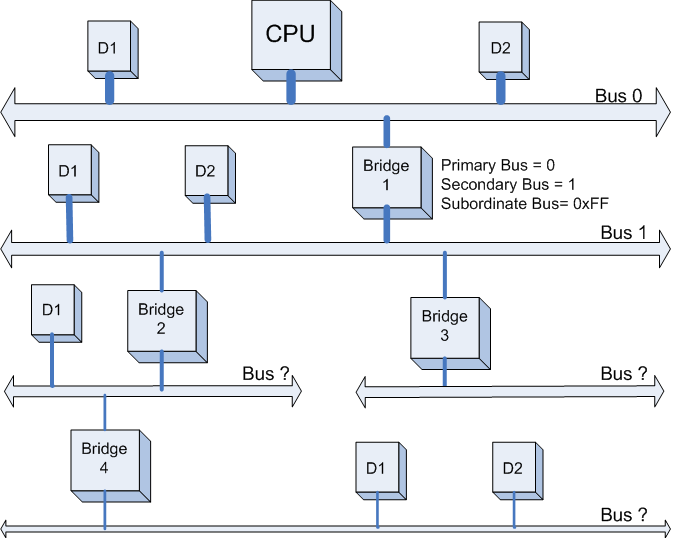 CPU
D1
D2
Bus 0
D1
D2
Bridge
1
Primary Bus = 0
Secondary Bus = 1
Subordinate Bus= 0xFF
Bus 1
D1
Bridge
2
Bridge
3
Bus ?
Bus ?
Bridge
4
D1
D2
Bus ?